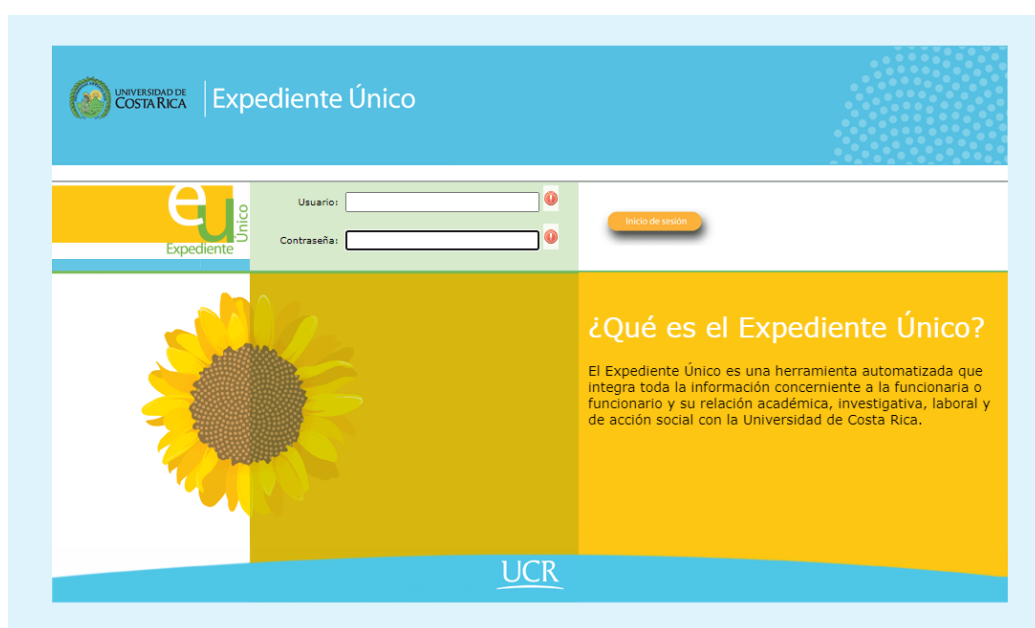 UNIVERSIDAD DE
COSTA RICA
Expediente Único
eu
Expediente
Único
Usuario:
Contraseña:
Inicio de sesión
¿Qué es el Expediente Único?
El Expediente Único es una herramienta automatizada que
integra toda la información concerniente a la funcionaria o
funcionario y su relación académica, investigativa, laboral y
de acción social con la Universidad de Costa Rica.
UCR